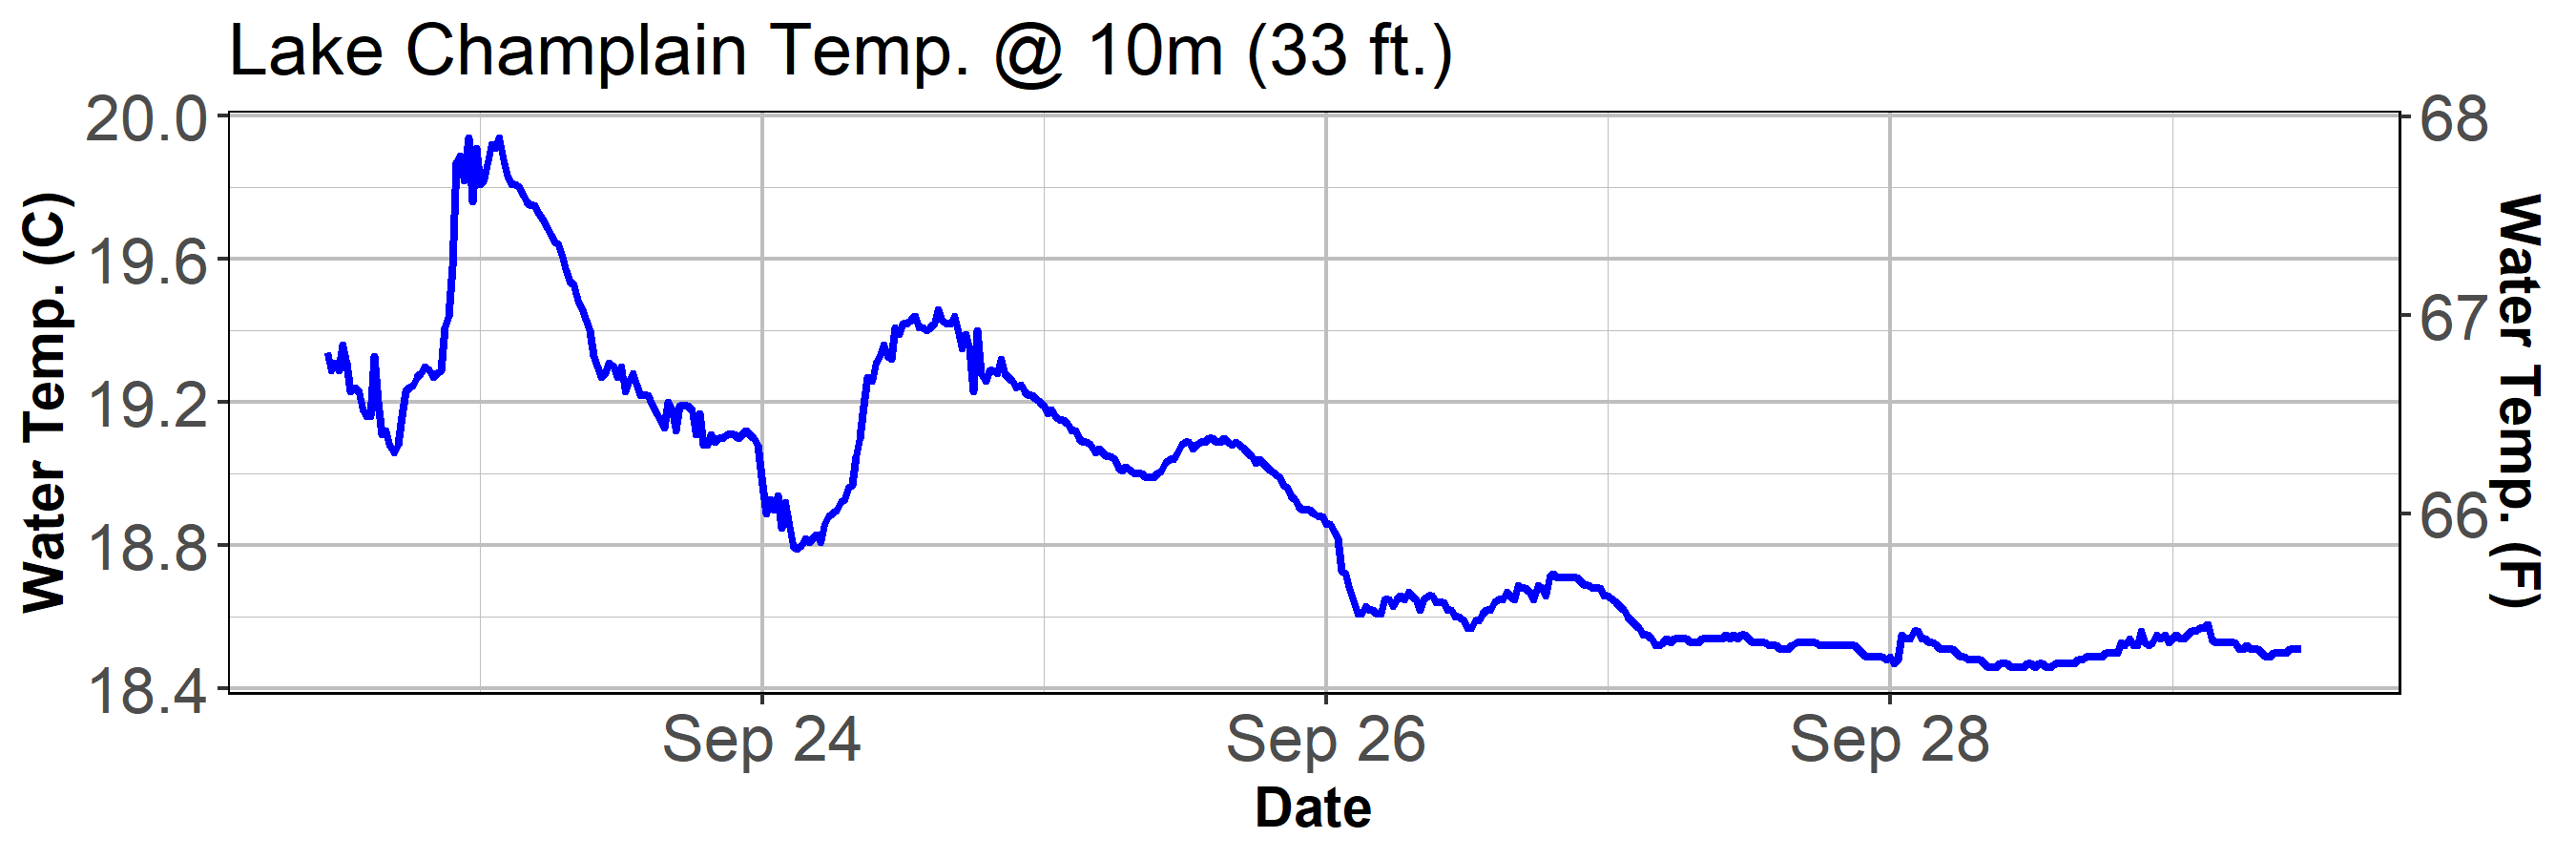 Lake Champlain Temp. @ 10m (33 ft.)
Water Temp. (C)
20.0
19.6
19.2
18.8
18.4
68
67
66
Water Temp. (F)
Sep 24 Sep 26 Sep 28
Date